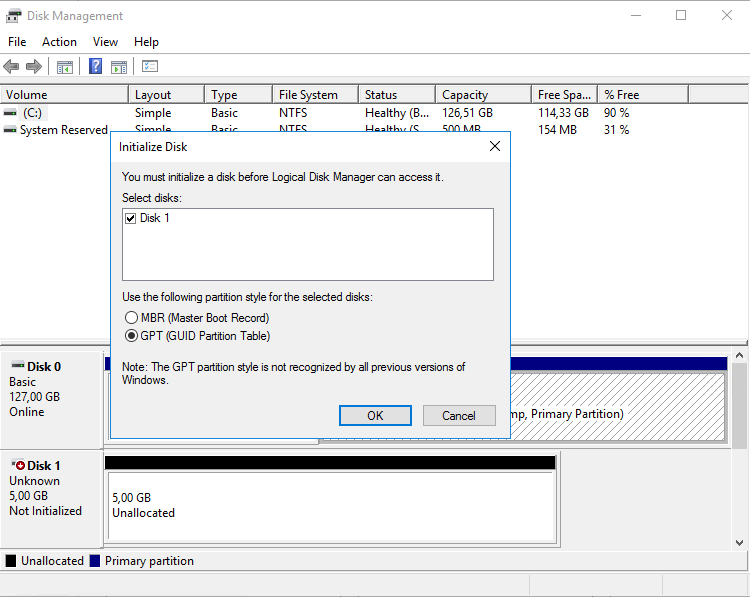 Disk Management
File Action View Help
Volume Layout Type File System Status Capacity Free Spa... % Free
(C:) Simple Basic NTFS Healthy (B... 126,51 GB 114,33 GB 90 %
System Reserved Simple Basic NTFS Healthy (S... 500 MB 154 MB 31 %
Initialize Disk
You must initialize a disk before Logical Disk Manager can access it.
Select disks:
Disk 1
Use the following partition style for the selected disks:
MBR (Master Boot Record)
GPT (GUID Partition Table)
Note: The GPT partition style is not recognized by all previous versions of
Windows.
OK Cancel
Disk 0
Basic
127,00 GB
Online
mp, Primary Partition)
Disk 1
Unknown
5,00 GB
Not Initialized
5,00 GB
Unallocated
Unallocated Primary partition